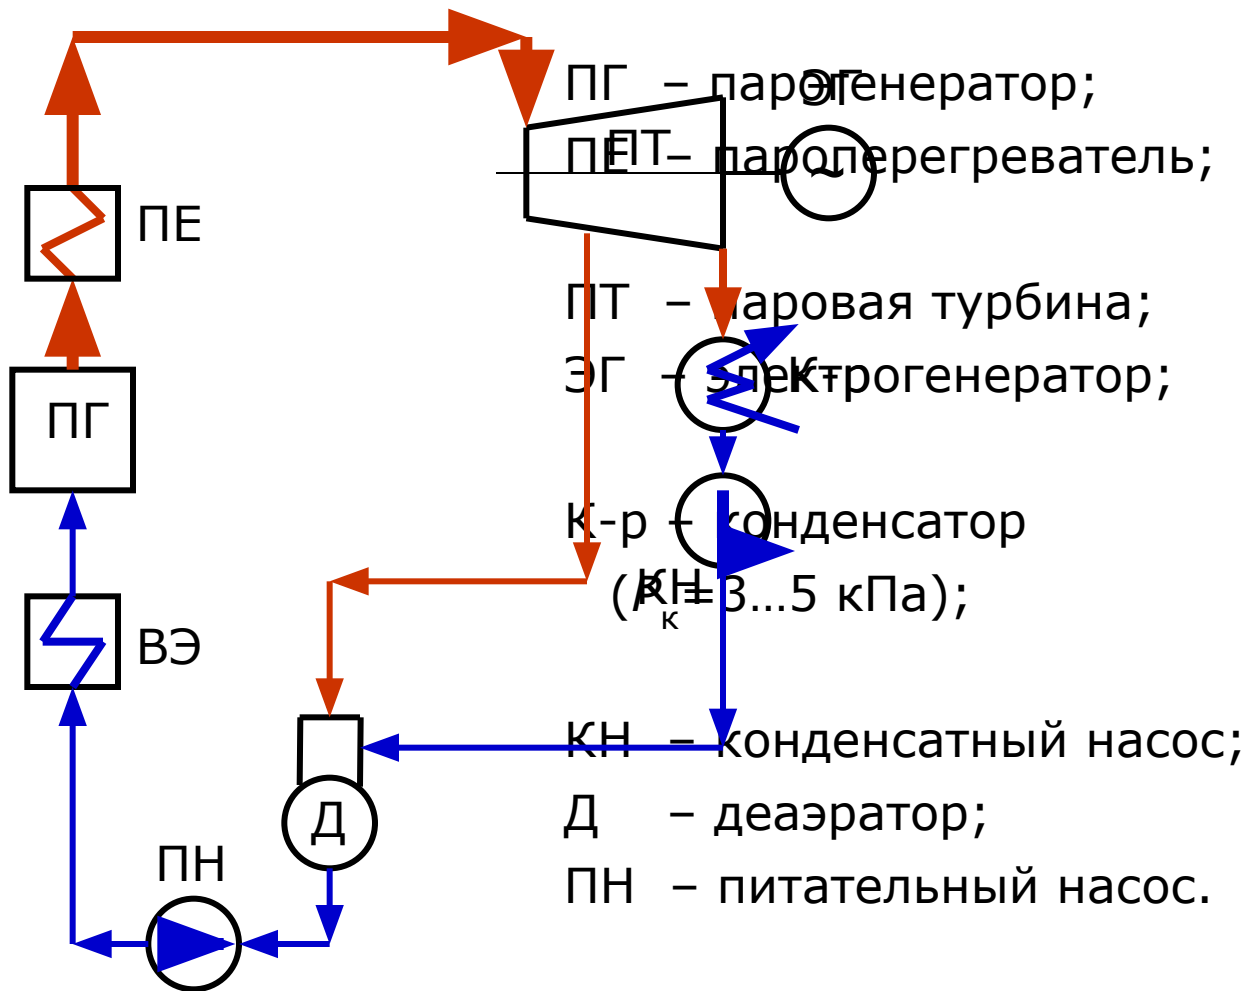 ПГ – парогенератор;
ЭГ
ПЕ – пароперегреватель;
ПТ
~
ПЕ
ПТ – паровая турбина;
ЭГ – электрогенератор;
К-р
ПГ
К-р – конденсатор
(Pк=3…5 кПа);
КН
ВЭ
КН – конденсатный насос;
Д – деаэратор;
Д
ПН
ПН – питательный насос.